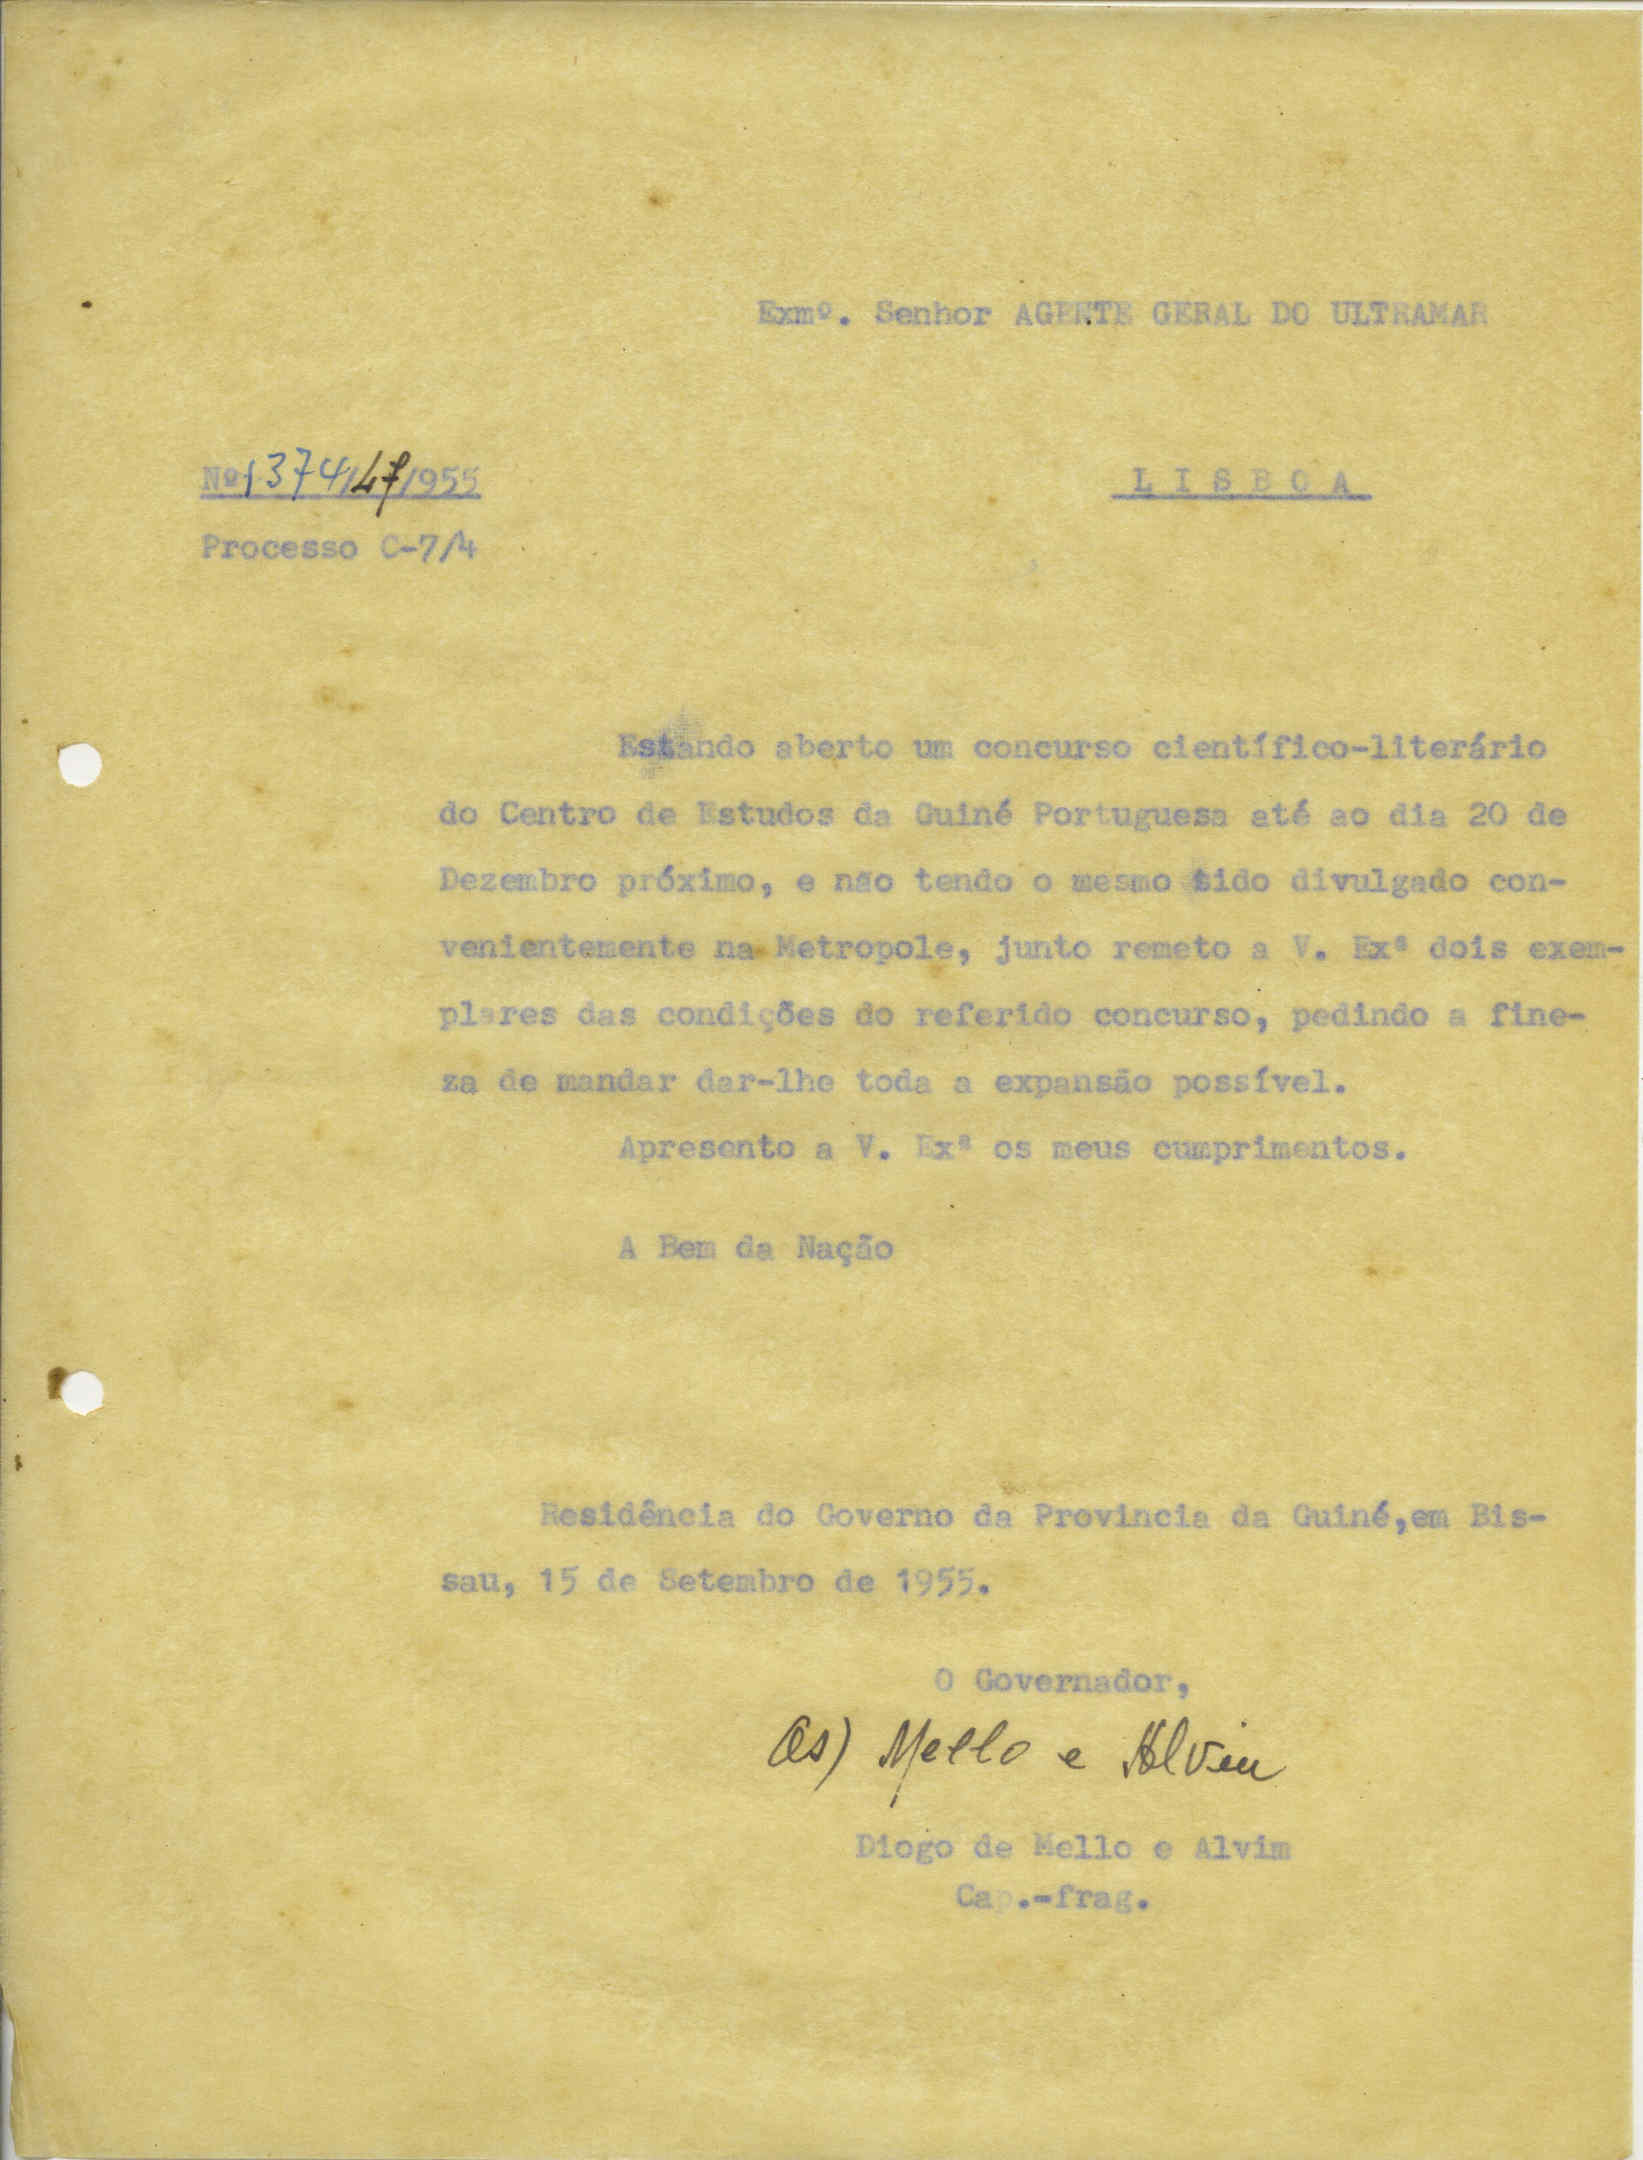 Exmº. Senhor AGENTE GERAL DO ULTRAMAR
Nº1374/47/1955
L I S B O A
Processo C-7/4
Estando aberto um concurso científico-literário
do Centro de Estudos da Guiné Portuguesa até ao dia 20 de
Dezembro próximo, e não tendo o mesmo sido divulgado con-
venientemente na Metropole, junto remeto a V. Exª dois exem-
plares das condições do referido concurso, pedindo a fine-
za de mandar dar-lhe toda a expansão possível.
Apresento a V. Exª os meus cumprimentos.
A Bem da Nação
Residência do Governo da Provincia da Guiné,em Bis-
sau, 15 de Setembro de 1955.
O Governador,
as) Mello e Alvim
Diogo de Mello e Alvim
Cap.-frag.